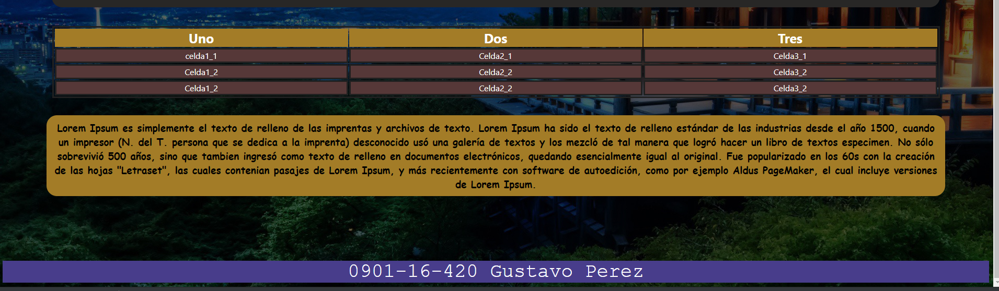 Uno Dos Tres
celda1_1 Celda2_1 Celda3_1
Celda1_2 Celda2_2 Celda3_2
Celda1_2 Celda2_2 Celda3_2
Lorem Ipsum es simplemente el texto de relleno de las imprentas y archivos de texto. Lorem Ipsum ha sido el texto de relleno estándar de las industrias desde el año 1500, cuando
un impresor (N. del T. persona que se dedica a la imprenta) desconocido usó una galería de textos y los mezcló de tal manera que logró hacer un libro de textos especimen. No sólo
sobrevivió 500 años, sino que tambien ingresó como texto de relleno en documentos electrónicos, quedando esencialmente igual al original. Fue popularizado en los 60s con la creación
de las hojas "Letraset", las cuales contenian pasajes de Lorem Ipsum, y más recientemente con software de autoedición, como por ejemplo Aldus PageMaker, el cual incluye versiones
de Lorem Ipsum.
0901-16-420 Gustavo Perez